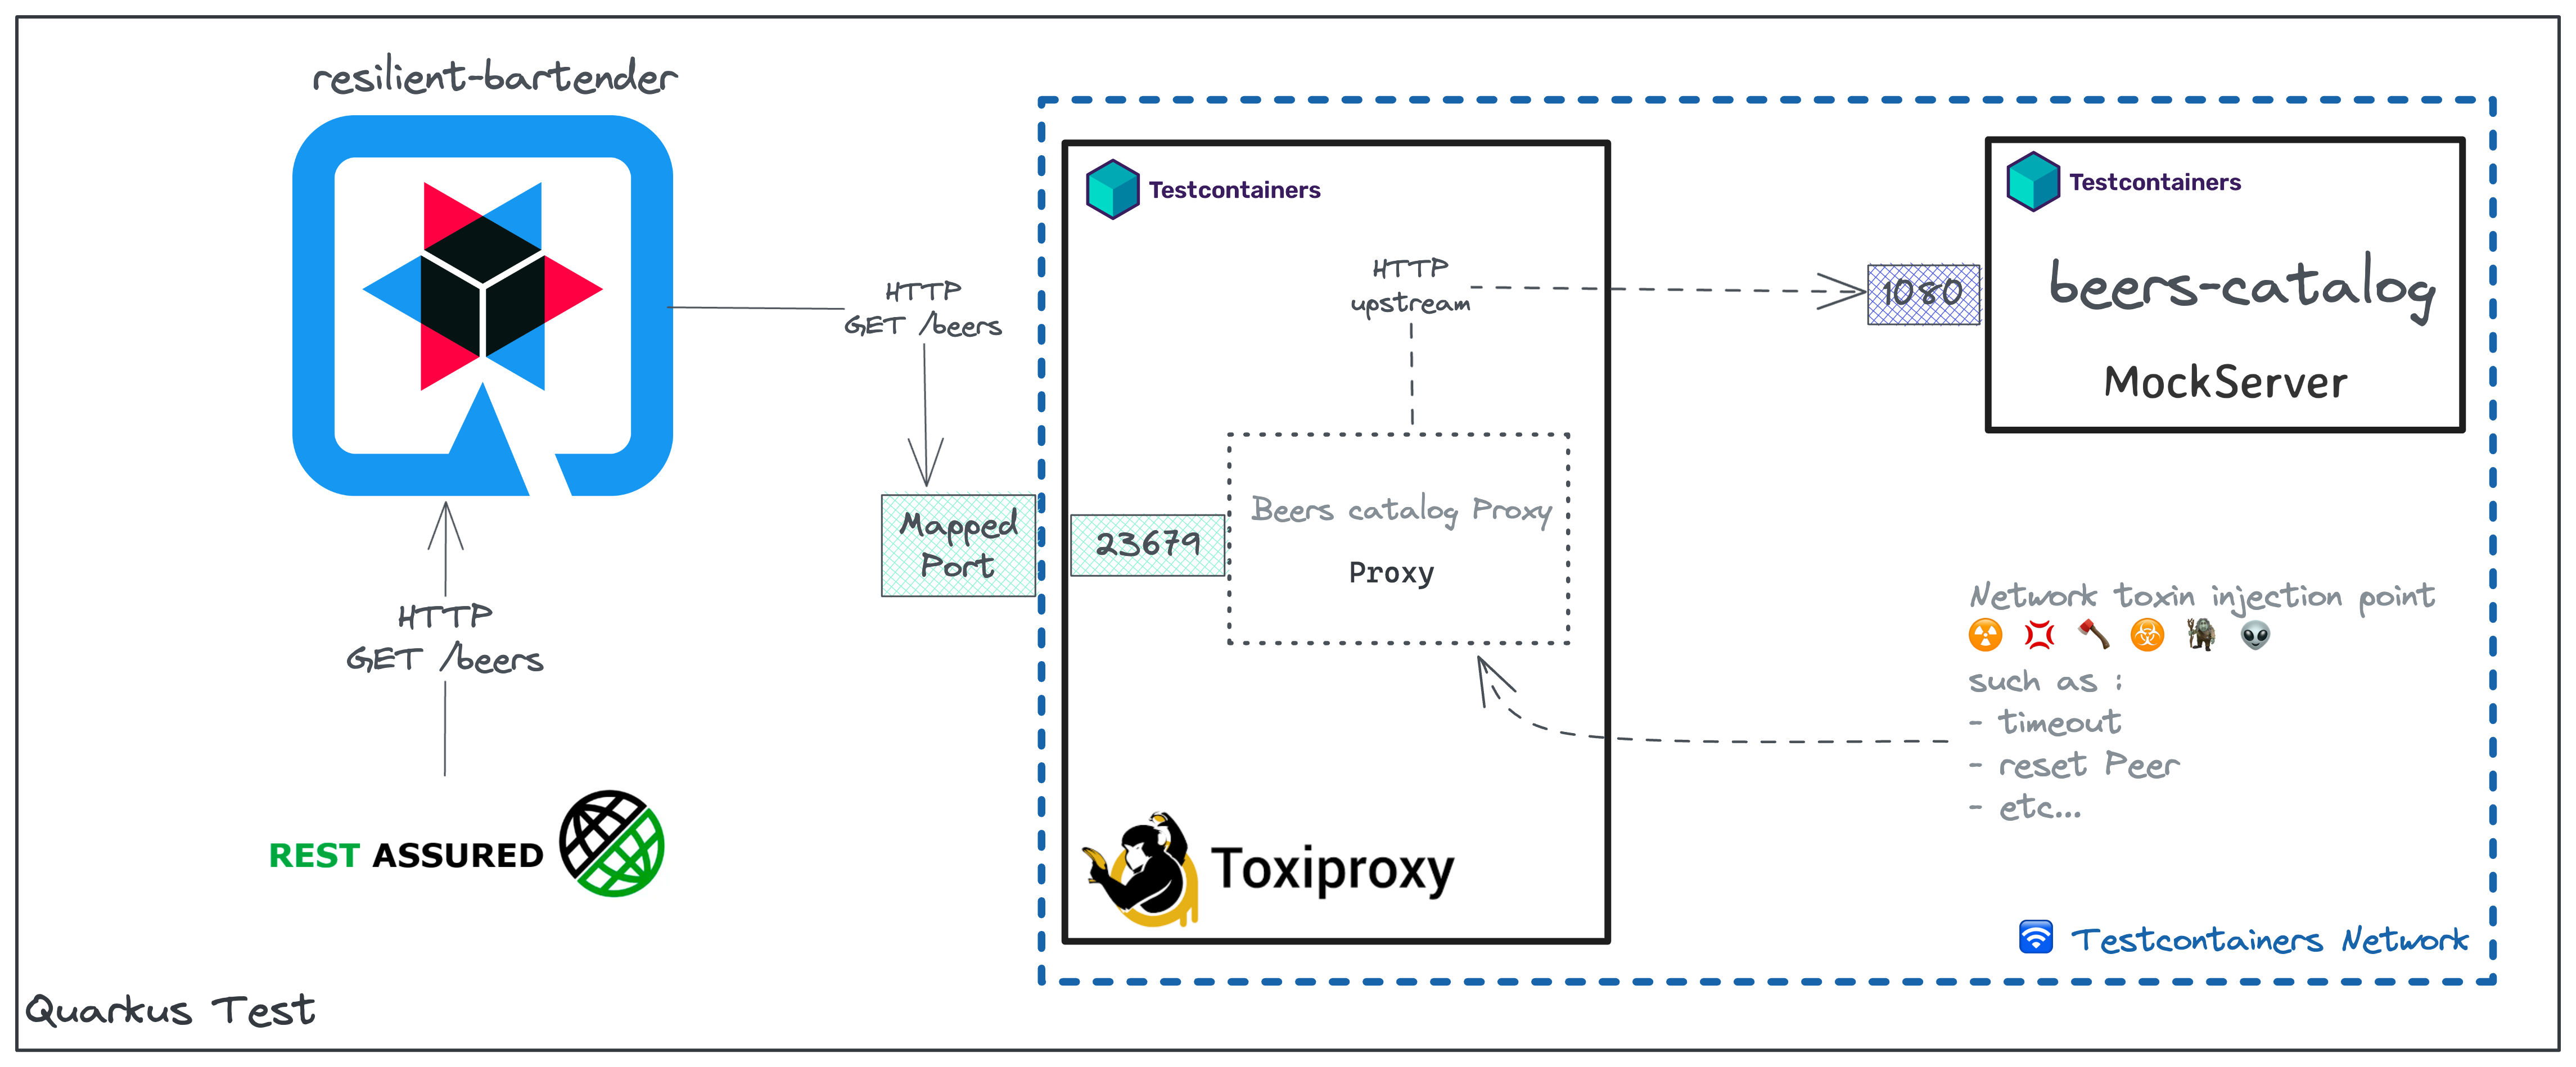 resilient-bartender
HTTP
GET /beers
HTTP
GET /beers
REST ASSURED
Quarkus Test
Mapped
Port
23679
Testcontainers
HTTP
upstream
Beers catalog Proxy
Proxy
Toxiproxy
1080
Testcontainers
beers-catalog
MockServer
Network toxin injection point
such as :
- timeout
- reset Peer
- etc...
Testcontainers Network